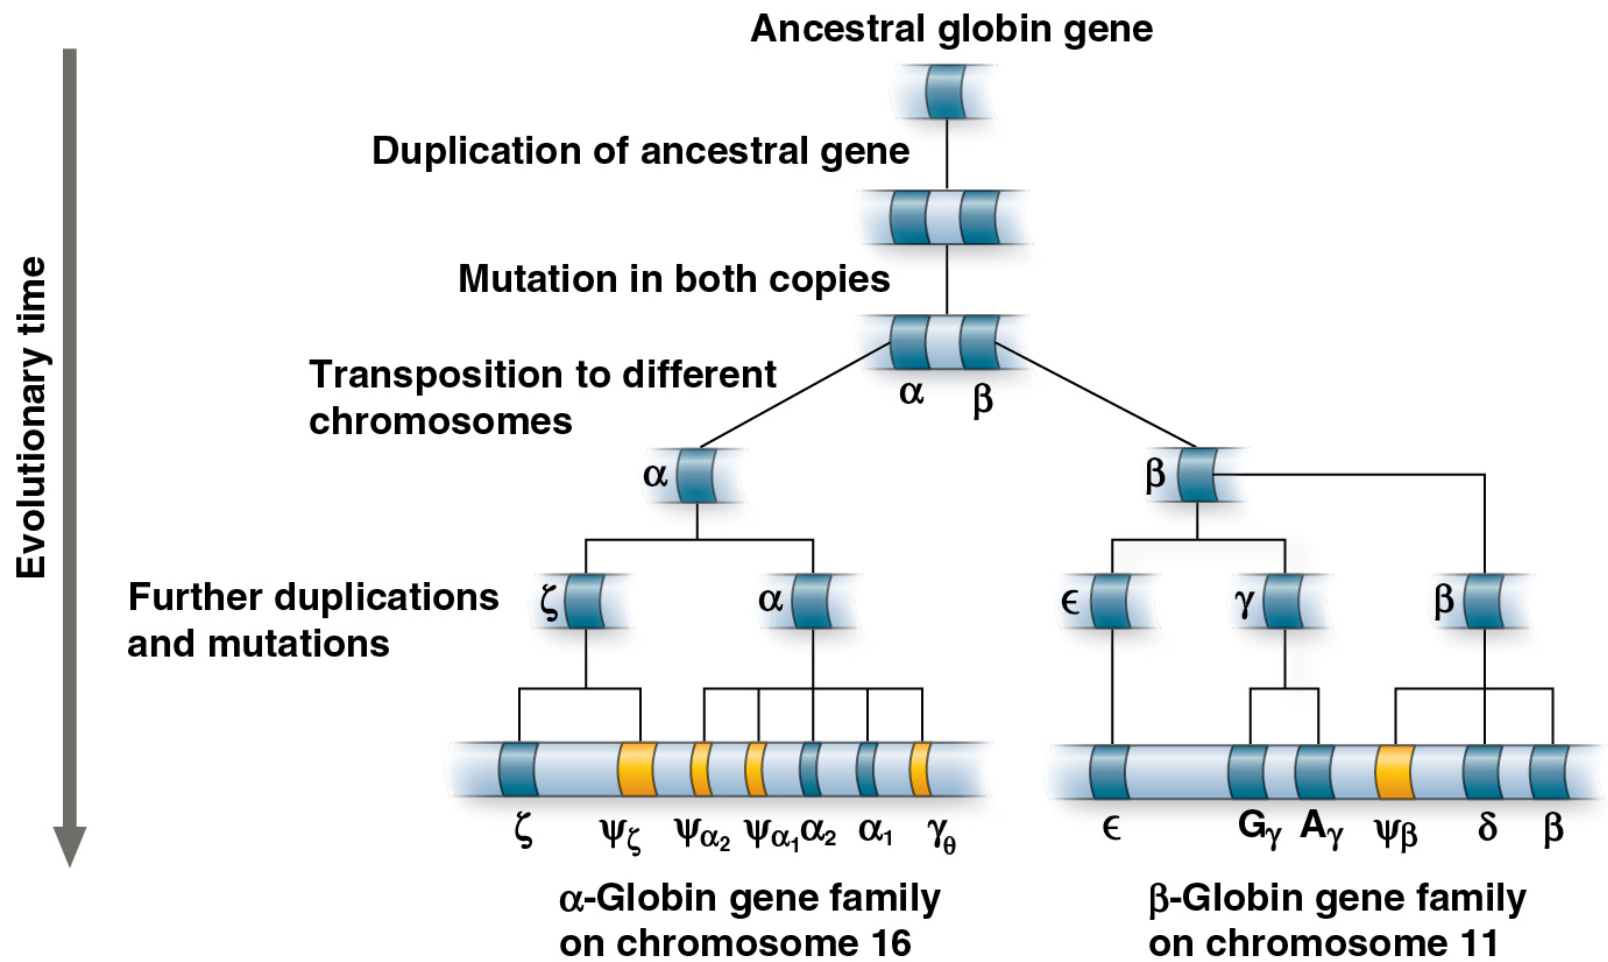 Ancestral globin gene
Duplication of ancestral gene
Mutation in both copies
α β
Transposition to different
chromosomes
α β
Evolutionary time
Further duplications
and mutations
ζ α ϵ γ β
ζ ψζ ψα₂ ψα₁ α₂ α₁ γθ
ϵ Gγ Aγ ψβ δ β
α-Globin gene family
on chromosome 16
β-Globin gene family
on chromosome 11